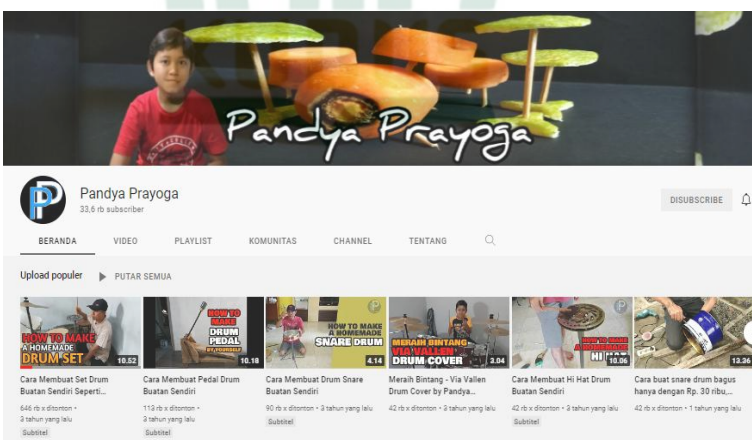 Pandya Prayoga
Pandya Prayoga
33,6 rb subscriber
DISUBSCRIBE
BERANDA VIDEO PLAYLIST KOMUNITAS CHANNEL TENTANG
Upload populer PUTAR SEMUA
HOW TO MAKE
A HOMEMADE
DRUM SET
10.52
HOW TO
MAKE
DRUM
PEDAL
BY YOURSELF
10.18
HOW TO MAKE
A HOMEMADE
SNARE DRUM
4.14
MERAIH BINTANG
VIA VALLEN
DRUM COVER
3.04
HOW TO MAKE
A HOMEMADE
HI HAT
10.06
13.36
Cara Membuat Set Drum
Buatan Sendiri Seperti...
646 rb x ditonton •
3 tahun yang lalu
Subtitel
Cara Membuat Pedal Drum
Buatan Sendiri
113 rb x ditonton •
3 tahun yang lalu
Subtitel
Cara Membuat Drum Snare
Buatan Sendiri
90 rb x ditonton • 3 tahun yang lalu
Subtitel
Meraih Bintang - Via Vallen
Drum Cover by Pandya...
42 rb x ditonton • 3 tahun yang lalu
Cara Membuat Hi Hat Drum
Buatan Sendiri
42 rb x ditonton • 3 tahun yang lalu
Subtitel
Cara buat snare drum bagus
hanya dengan Rp. 30 ribu,...
42 rb x ditonton • 1 tahun yang lalu